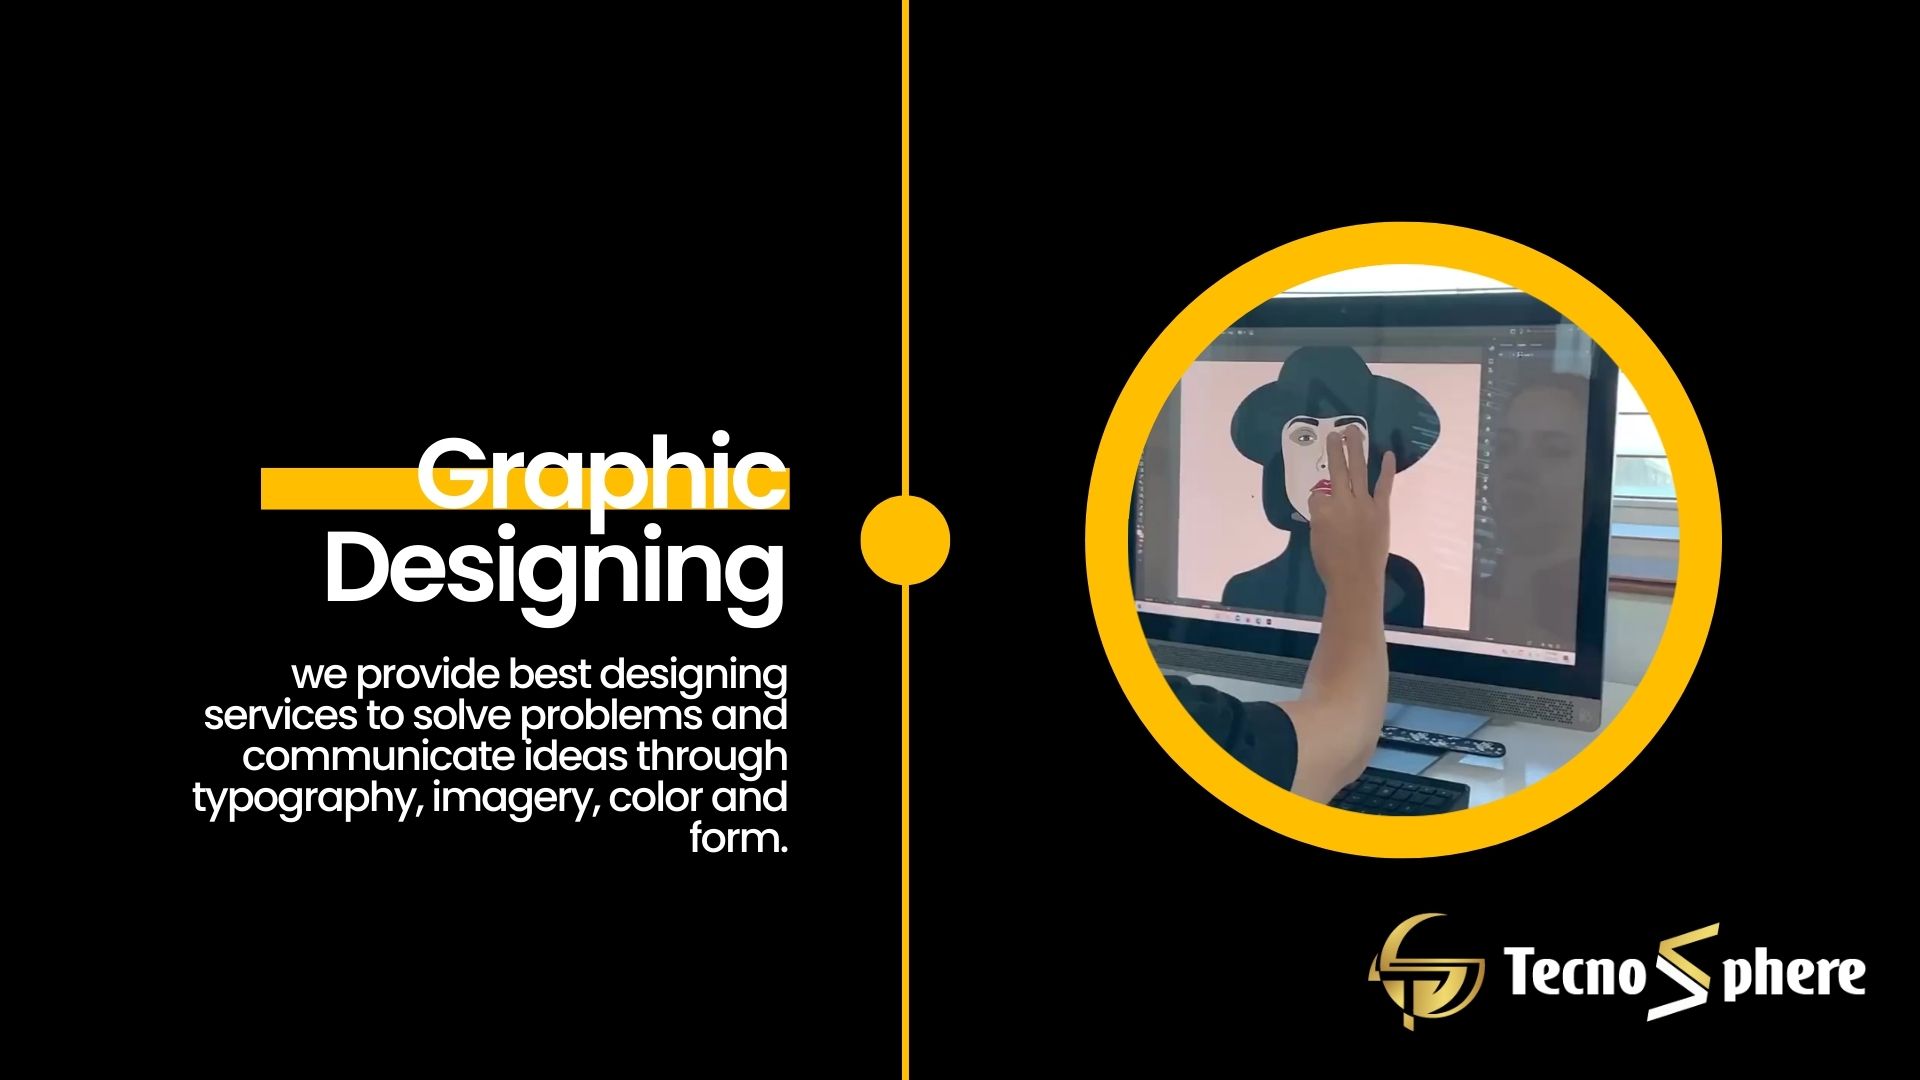 Graphic
Designing
we provide best designing
services to solve problems and
communicate ideas through
typography, imagery, color and
form.
TecnoSphere